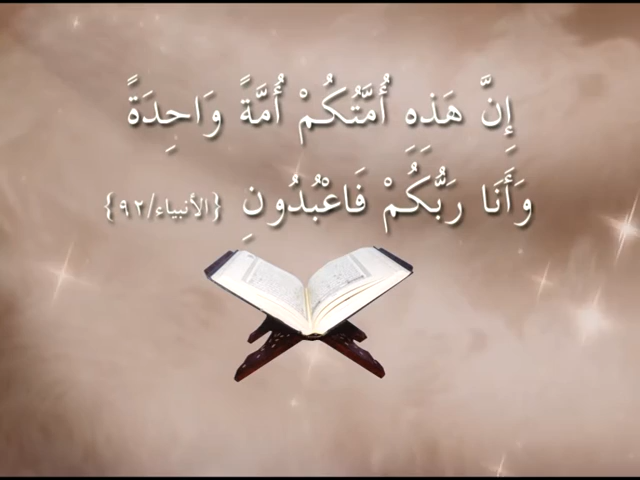 إِنَّ هَذِهِ أُمَّتُكُمْ أُمَّةً وَاحِدَةً
وَأَنَا رَبُّكُمْ فَاعْبُدُونِ {الأنبياء/٩٢}